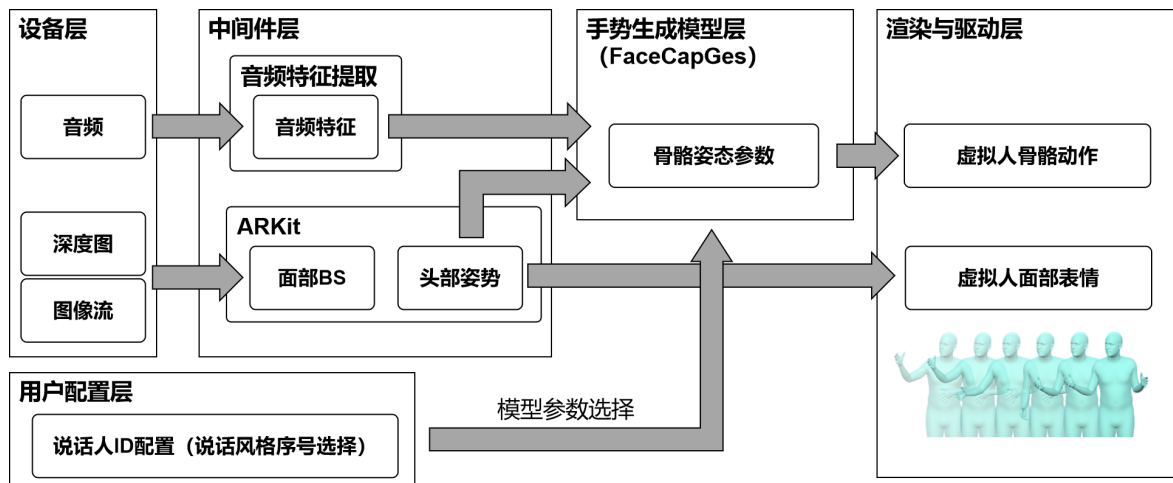 设备层
音频
深度图
图像流
中间件层
音频特征提取
音频特征
ARKit
面部BS
头部姿势
手势生成模型层
（FaceCapGes）
骨骼姿态参数
渲染与驱动层
虚拟人骨骼动作
虚拟人面部表情
用户配置层
说话人ID配置（说话风格序号选择）
模型参数选择